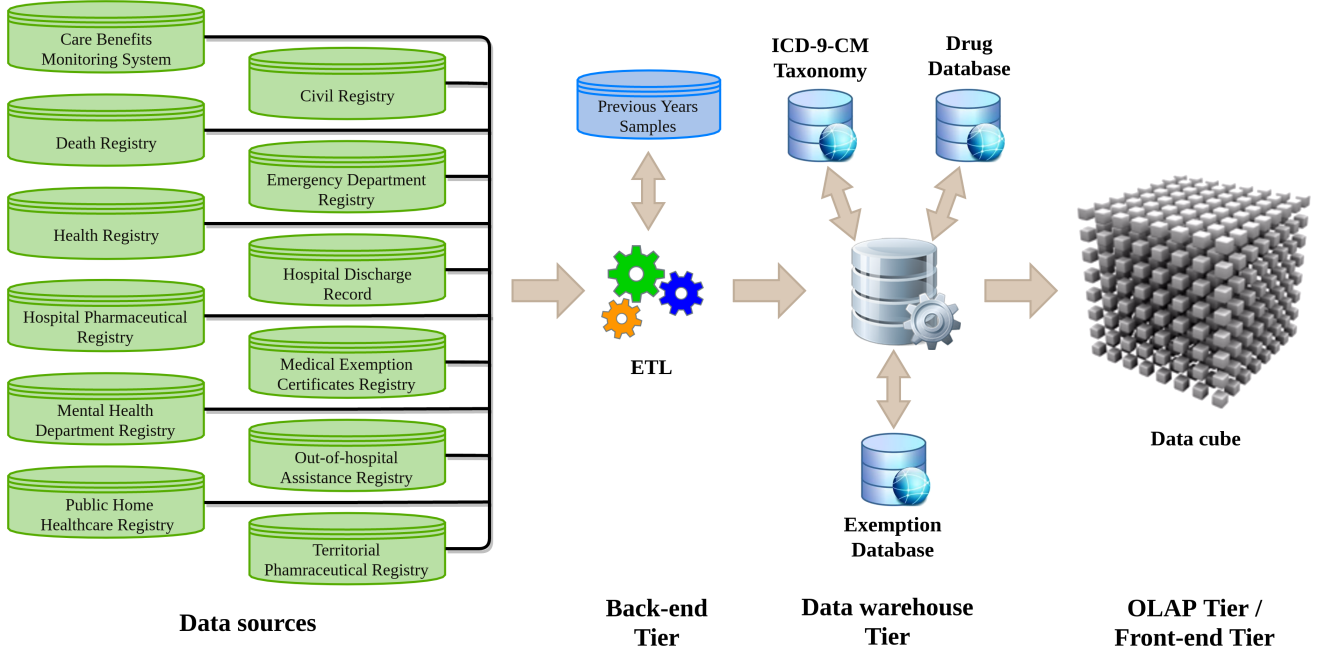 Care Benefits
Monitoring System
Civil Registry
Death Registry
Emergency Department
Registry
Health Registry
Hospital Discharge
Record
Hospital Pharmaceutical
Registry
Medical Exemption
Certificates Registry
Mental Health
Department Registry
Out-of-hospital
Assistance Registry
Public Home
Healthcare Registry
Territorial
Phamraceutical Registry
Data sources
Previous Years
Samples
ETL
Back-end
Tier
ICD-9-CM
Taxonomy
Drug
Database
Exemption
Database
Data warehouse
Tier
Data cube
OLAP Tier /
Front-end Tier